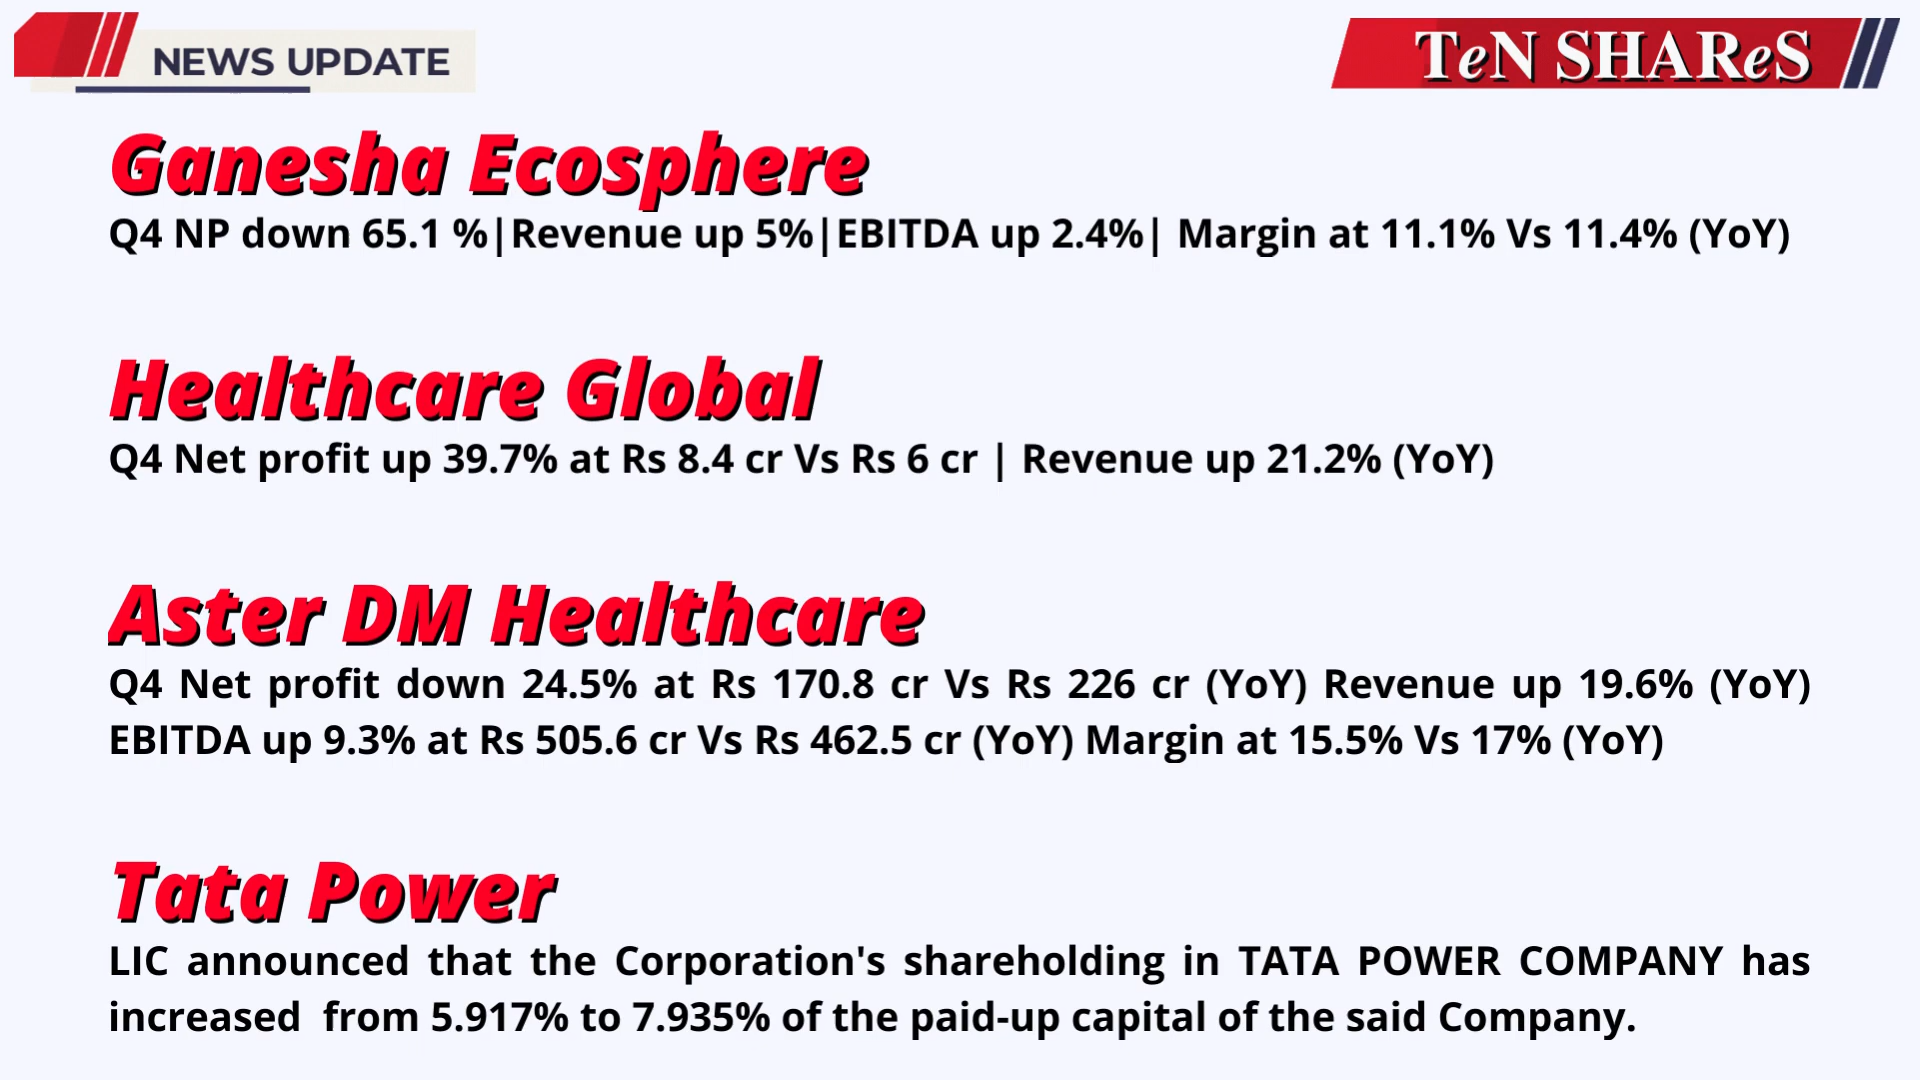 NEWS UPDATE
TeN SHAReS
Ganesha Ecosphere
Q4 NP down 65.1 %|Revenue up 5%|EBITDA up 2.4%| Margin at 11.1% Vs 11.4% (YoY)
Healthcare Global
Q4 Net profit up 39.7% at Rs 8.4 cr Vs Rs 6 cr | Revenue up 21.2% (YoY)
Aster DM Healthcare
Q4 Net profit down 24.5% at Rs 170.8 cr Vs Rs 226 cr (YoY) Revenue up 19.6% (YoY)
EBITDA up 9.3% at Rs 505.6 cr Vs Rs 462.5 cr (YoY) Margin at 15.5% Vs 17% (YoY)
Tata Power
LIC announced that the Corporation's shareholding in TATA POWER COMPANY has
increased  from 5.917% to 7.935% of the paid-up capital of the said Company.